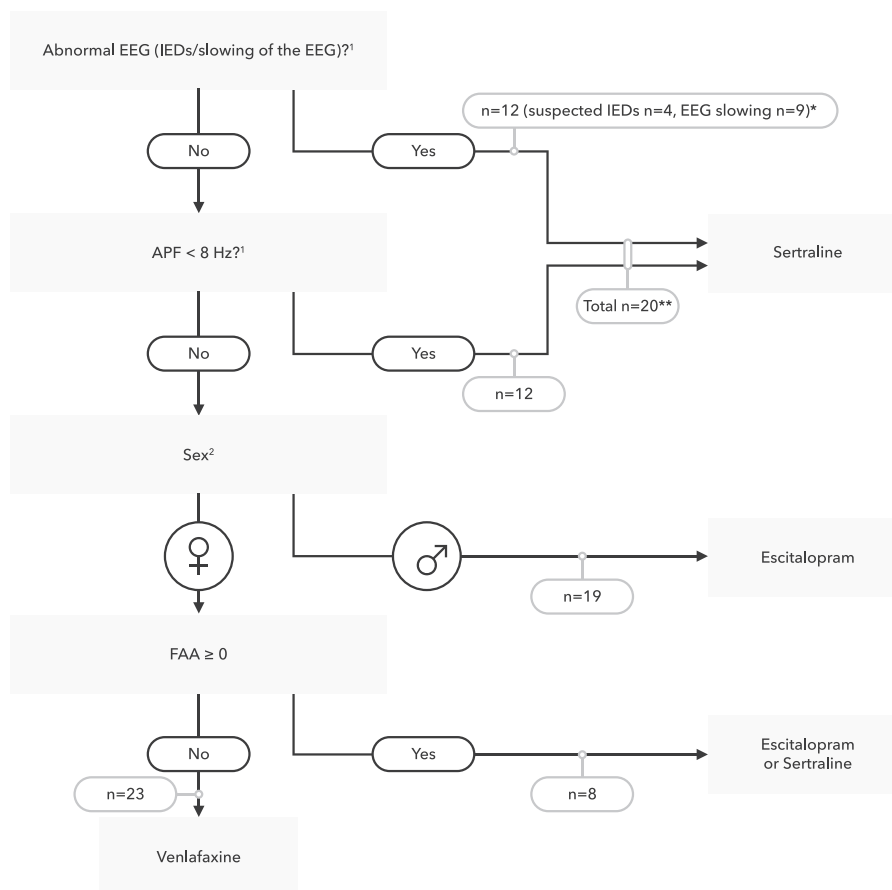 Abnormal EEG (IEDs/slowing of the EEG)?¹
n=12 (suspected IEDs n=4, EEG slowing n=9)*
No
Yes
APF < 8 Hz?¹
Sertraline
Total n=20**
No
Yes
n=12
Sex²
♀
♂
Escitalopram
n=19
FAA ≥ 0
No
Yes
Escitalopram
or Sertraline
n=23
n=8
Venlafaxine